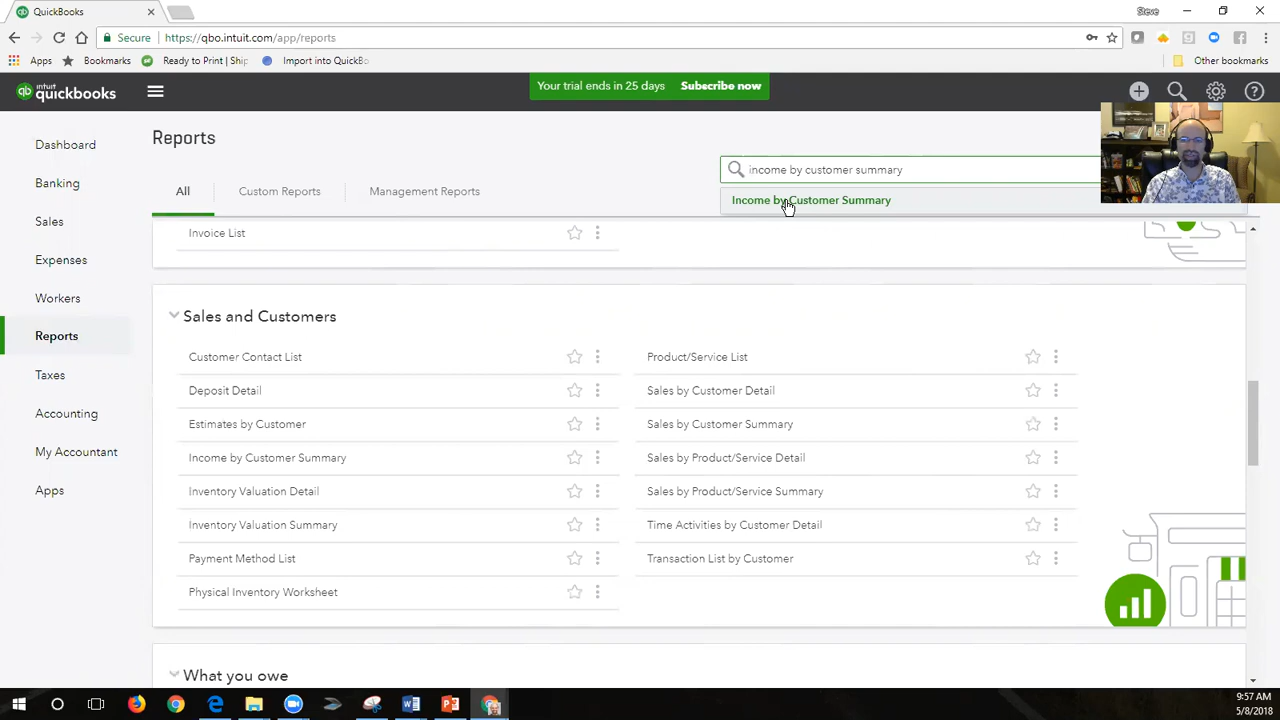 QuickBooks
Steve
Secure https://qbo.intuit.com/app/reports
Apps Bookmarks Ready to Print | Ship Import into QuickBo Other bookmarks
intuit quickbooks
Your trial ends in 25 days Subscribe now
Dashboard
Banking
Sales
Expenses
Workers
Reports
Taxes
Accounting
My Accountant
Apps
Reports
All Custom Reports Management Reports
income by customer summary
Income by Customer Summary
Invoice List
Sales and Customers
Customer Contact List
Deposit Detail
Estimates by Customer
Income by Customer Summary
Inventory Valuation Detail
Inventory Valuation Summary
Payment Method List
Physical Inventory Worksheet
Product/Service List
Sales by Customer Detail
Sales by Customer Summary
Sales by Product/Service Detail
Sales by Product/Service Summary
Time Activities by Customer Detail
Transaction List by Customer
What you owe
9:57 AM
5/8/2018